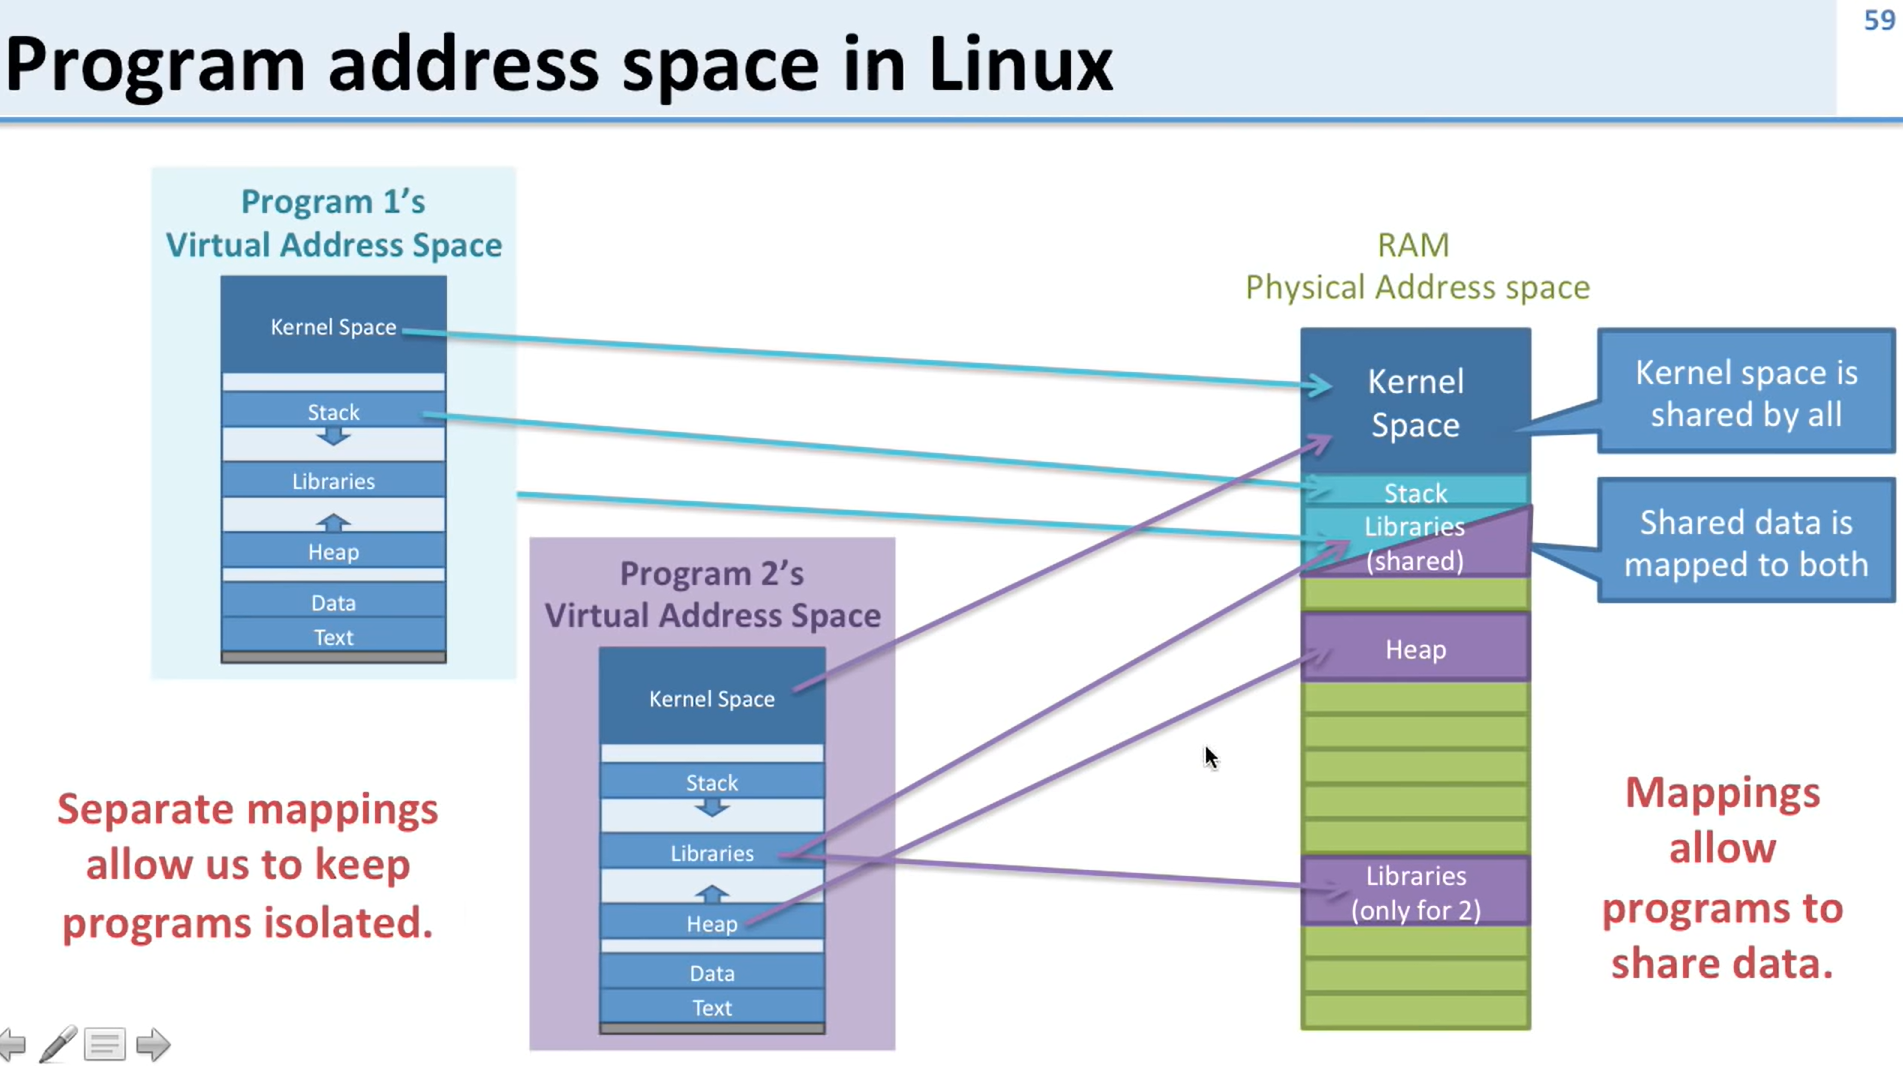 59
Program address space in Linux
Program 1’s
Virtual Address Space
Kernel Space
Stack
Libraries
Heap
Data
Text
Program 2’s
Virtual Address Space
Kernel Space
Stack
Libraries
Heap
Data
Text
RAM
Physical Address space
Kernel
Space
Stack
Libraries
(shared)
Heap
Libraries
(only for 2)
Kernel space is
shared by all
Shared data is
mapped to both
Separate mappings
allow us to keep
programs isolated.
Mappings
allow
programs to
share data.